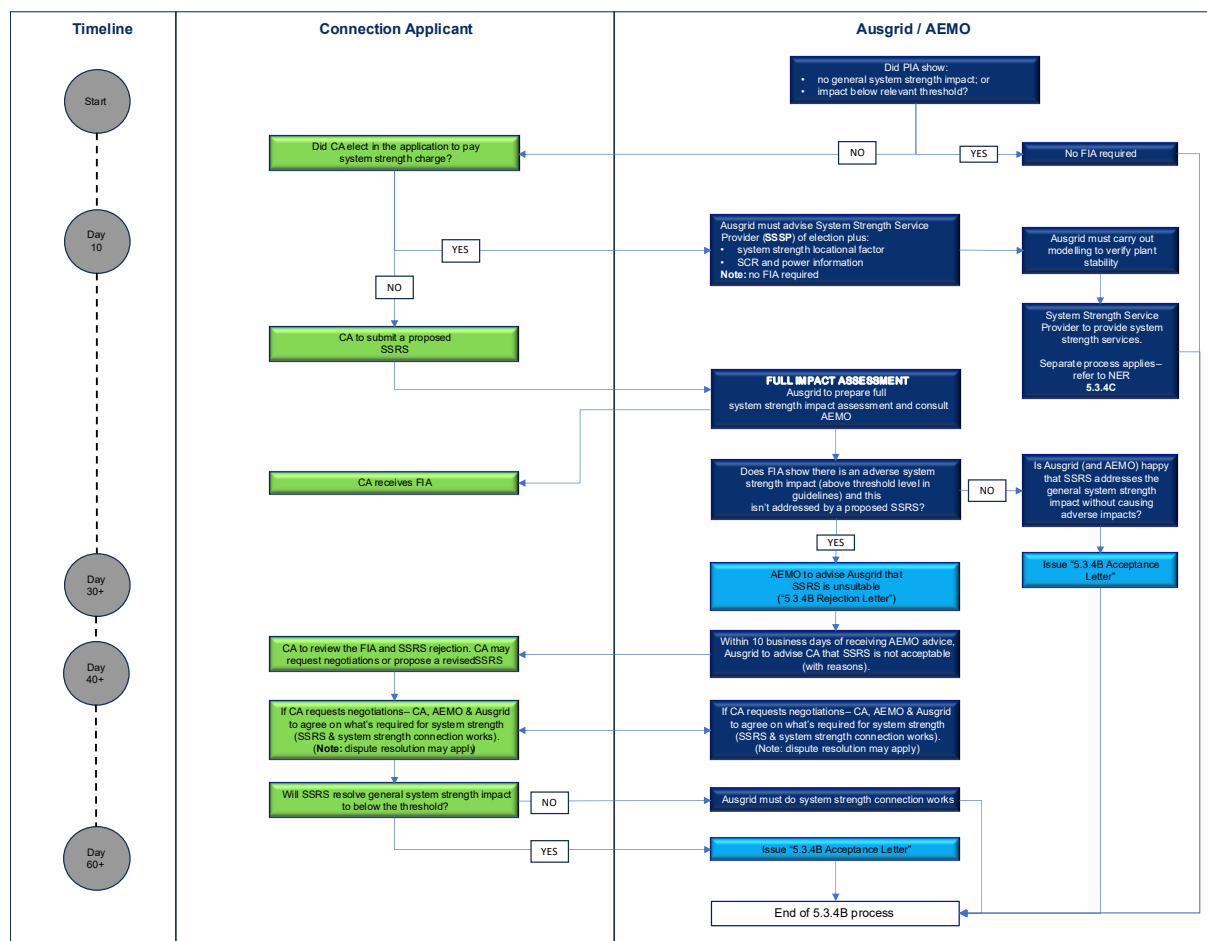 Timeline
Connection Applicant
Ausgrid / AEMO
Start
Did PIA show:
• no general system strength impact; or
• impact below relevant threshold?
Did CA elect in the application to pay
system strength charge?
NO
YES
No FIA required
Day
10
YES
Ausgrid must advise System Strength Service
Provider (SSSP) of election plus:
• system strength locational factor
• SCR and power information
Note: no FIA required
Ausgrid must carry out
modelling to verify plant
stability
NO
CA to submit a proposed
SSRS
System Strength Service
Provider to provide system
strength services.
Separate process applies–
refer to NER
5.3.4C
FULL IMPACT ASSESSMENT
Ausgrid to prepare full
system strength impact assessment and consult
AEMO
CA receives FIA
Does FIA show there is an adverse system
strength impact (above threshold level in
guidelines) and this
isn't addressed by a proposed SSRS?
NO
Is Ausgrid (and AEMO) happy
that SSRS addresses the
general system strength
impact without causing
adverse impacts?
YES
Day
30+
AEMO to advise Ausgrid that
SSRS is unsuitable
("5.3.4B Rejection Letter")
Issue "5.3.4B Acceptance
Letter"
Day
40+
CA to review the FIA and SSRS rejection. CA may
request negotiations or propose a revisedSSRS
Within 10 business days of receiving AEMO advice,
Ausgrid to advise CA that SSRS is not acceptable
(with reasons).
If CA requests negotiations– CA, AEMO & Ausgrid
to agree on what's required for system strength
(SSRS & system strength connection works).
(Note: dispute resolution may apply)
If CA requests negotiations– CA, AEMO & Ausgrid
to agree on what's required for system strength
(SSRS & system strength connection works).
(Note: dispute resolution may apply)
Will SSRS resolve general system strength impact
to below the threshold?
NO
Ausgrid must do system strength connection works
Day
60+
YES
Issue "5.3.4B Acceptance Letter"
End of 5.3.4B process